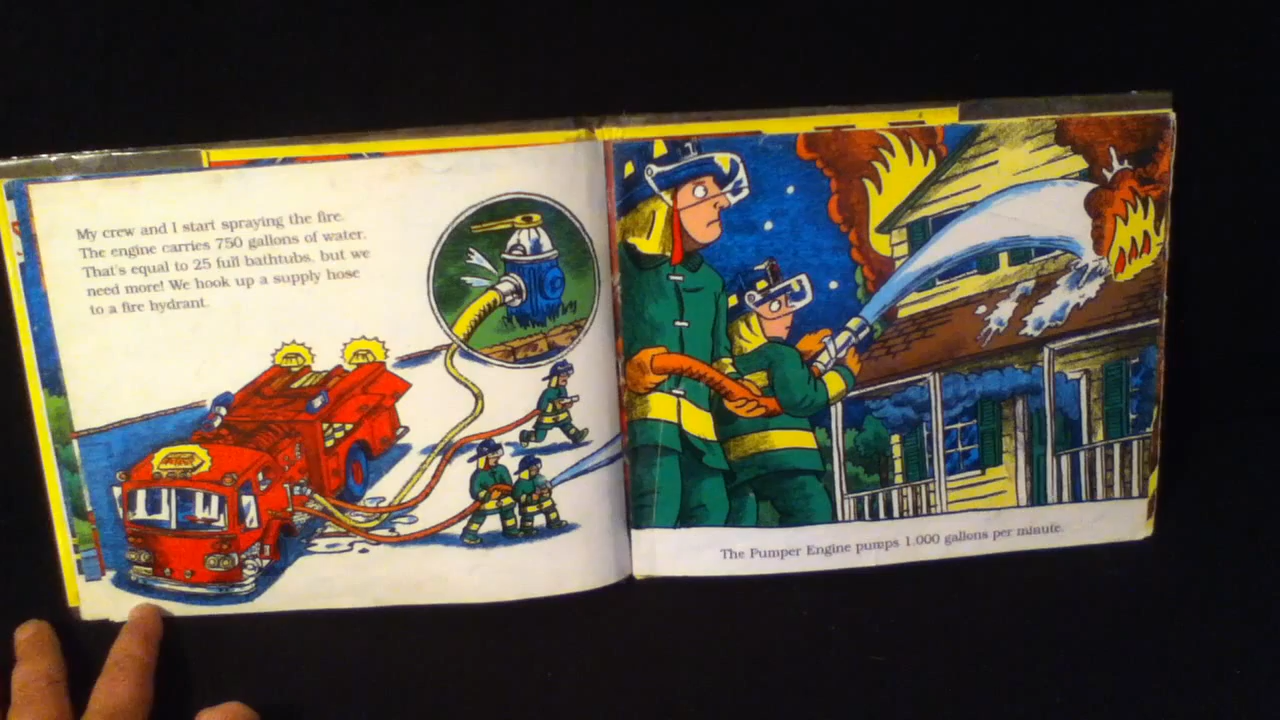 My crew and I start spraying the fire.
The engine carries 750 gallons of water.
That's equal to 25 full bathtubs, but we
need more! We hook up a supply hose
to a fire hydrant.
The Pumper Engine pumps 1,000 gallons per minute.